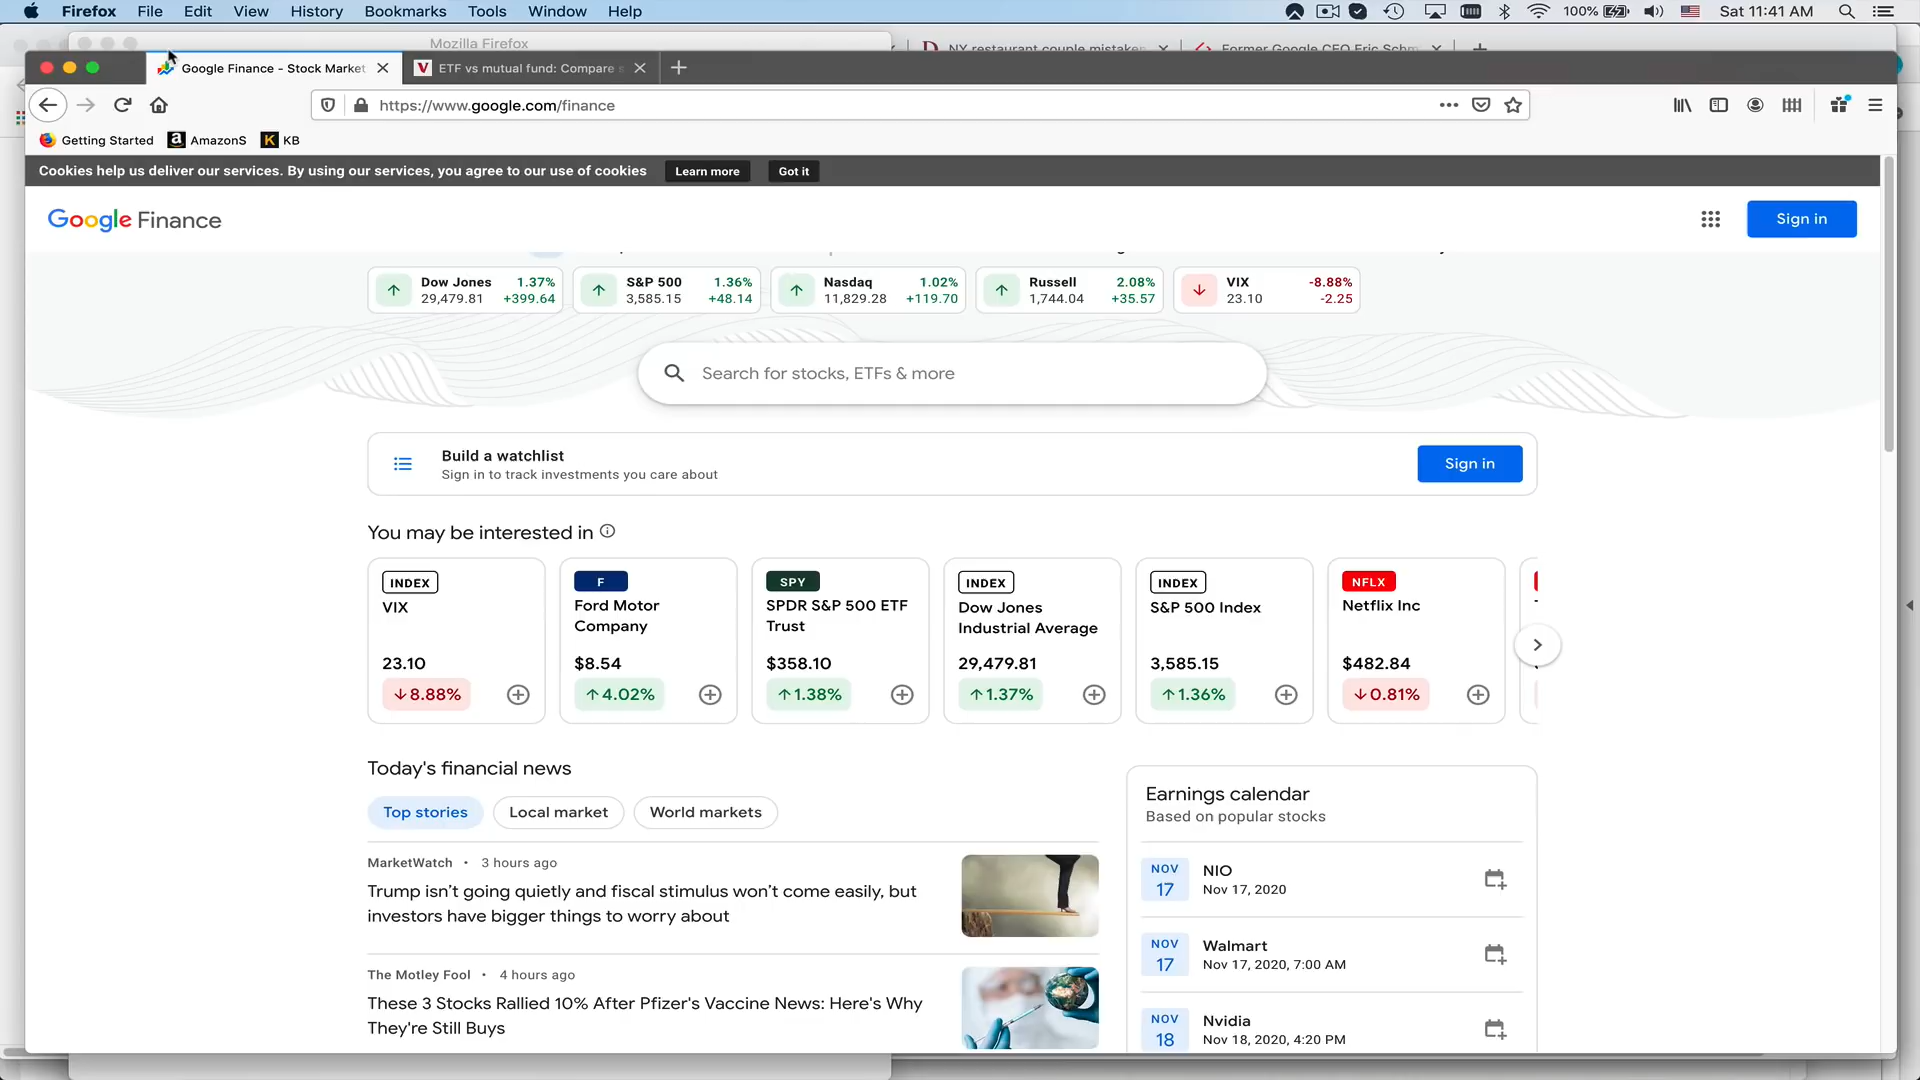 Firefox File Edit View History Bookmarks Tools Window Help 100% Sat 11:41 AM
Mozilla Firefox
NY restaurant couple mistaken
Former Google CEO Eric Schm
Google Finance - Stock Market
V ETF vs mutual fund: Compare
https://www.google.com/finance
Getting Started a AmazonS K KB
Cookies help us deliver our services. By using our services, you agree to our use of cookies Learn more Got it
Google Finance
Sign in
Dow Jones 1.37%
29,479.81 +399.64
S&P 500 1.36%
3,585.15 +48.14
Nasdaq 1.02%
11,829.28 +119.70
Russell 2.08%
1,744.04 +35.57
VIX -8.88%
23.10 -2.25
Search for stocks, ETFs & more
Build a watchlist
Sign in to track investments you care about
Sign in
You may be interested in
INDEX
VIX
23.10
8.88%
F
Ford Motor
Company
$8.54
4.02%
SPY
SPDR S&P 500 ETF
Trust
$358.10
1.38%
INDEX
Dow Jones
Industrial Average
29,479.81
1.37%
INDEX
S&P 500 Index
3,585.15
1.36%
NFLX
Netflix Inc
$482.84
0.81%
Today's financial news
Top stories Local market World markets
MarketWatch • 3 hours ago
Trump isn’t going quietly and fiscal stimulus won’t come easily, but
investors have bigger things to worry about
The Motley Fool • 4 hours ago
These 3 Stocks Rallied 10% After Pfizer's Vaccine News: Here's Why
They're Still Buys
Earnings calendar
Based on popular stocks
NOV
17
NIO
Nov 17, 2020
NOV
17
Walmart
Nov 17, 2020, 7:00 AM
NOV
18
Nvidia
Nov 18, 2020, 4:20 PM